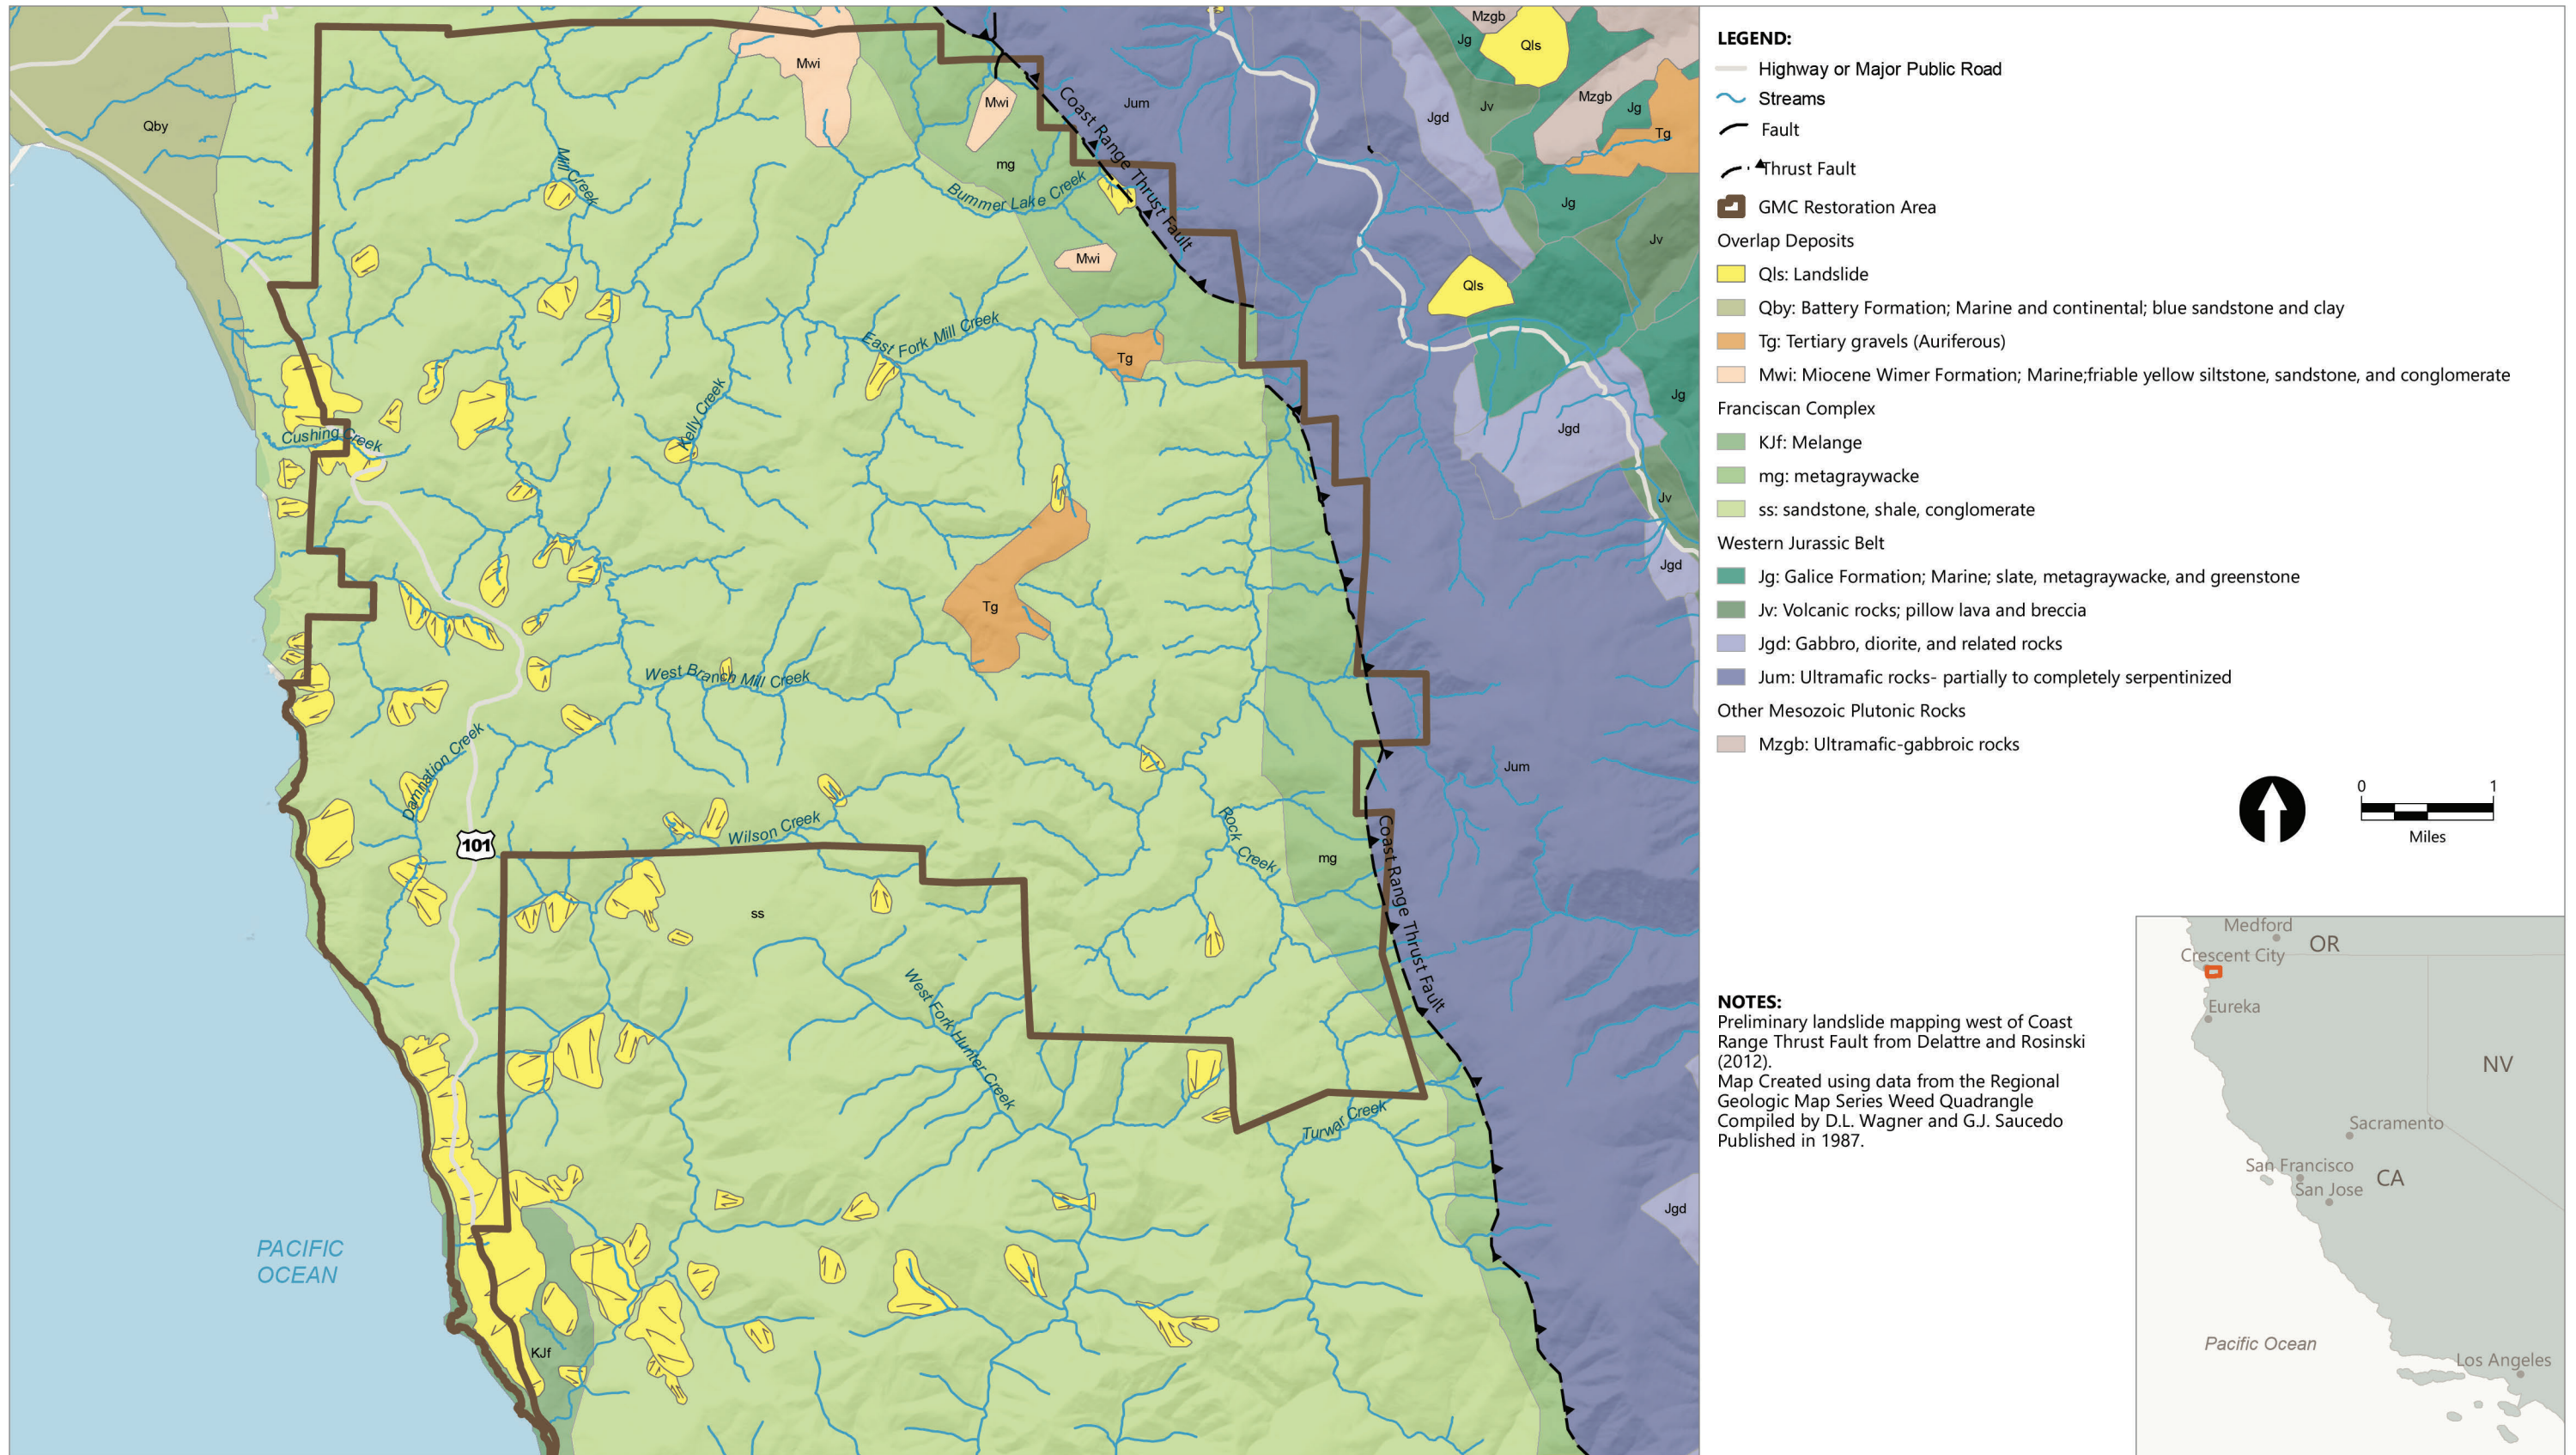 Mwi
Mwi
Qby
Mill Creek
mg
Bummer Lake Creek
Coast Range Thrust Fault
Jum
Mwi
Mzgb
Jg
Qls
Jgd
Jv
Mzgb
Jg
Tg
Jg
Jv
Qls
East Fork Mill Creek
Tg
Kelly Creek
Cushing Creek
Jg
Jgd
Jv
Jgd
Tg
West Branch Mill Creek
Damnation Creek
Jum
101
Wilson Creek
Rock Creek
mg
Coast Range Thrust Fault
ss
West Fork Hunter Creek
Turwar Creek
Jgd
PACIFIC
OCEAN
KJf
LEGEND:
Highway or Major Public Road
Streams
Fault
Thrust Fault
GMC Restoration Area
Overlap Deposits
Qls: Landslide
Qby: Battery Formation; Marine and continental; blue sandstone and clay
Tg: Tertiary gravels (Auriferous)
Mwi: Miocene Wimer Formation; Marine;friable yellow siltstone, sandstone, and conglomerate
Franciscan Complex
KJf: Melange
mg: metagraywacke
ss: sandstone, shale, conglomerate
Western Jurassic Belt
Jg: Galice Formation; Marine; slate, metagraywacke, and greenstone
Jv: Volcanic rocks; pillow lava and breccia
Jgd: Gabbro, diorite, and related rocks
Jum: Ultramafic rocks- partially to completely serpentinized
Other Mesozoic Plutonic Rocks
Mzgb: Ultramafic-gabbroic rocks
0 1
Miles
NOTES:
Preliminary landslide mapping west of Coast
Range Thrust Fault from Delattre and Rosinski
(2012).
Map Created using data from the Regional
Geologic Map Series Weed Quadrangle
Compiled by D.L. Wagner and G.J. Saucedo
Published in 1987.
Medford
OR
Crescent City
Eureka
NV
Sacramento
San Francisco
CA
San Jose
Pacific Ocean
Los Angeles